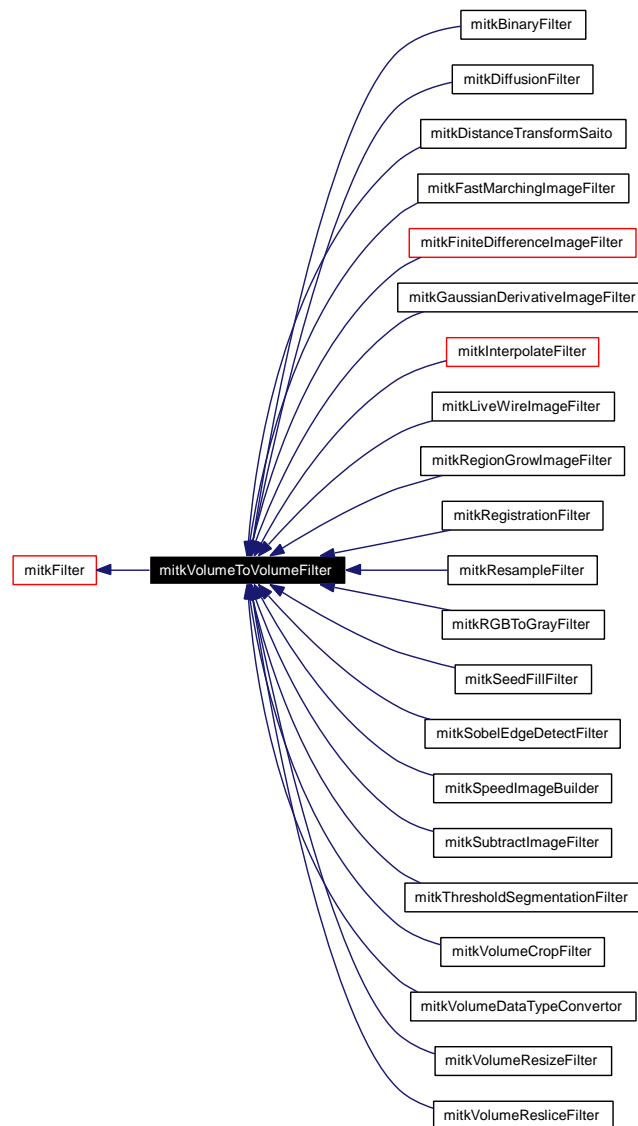 mitkBinaryFilter
mitkDiffusionFilter
mitkDistanceTransformSaito
mitkFastMarchingImageFilter
mitkFiniteDifferenceImageFilter
mitkGaussianDerivativeImageFilter
mitkInterpolateFilter
mitkLiveWireImageFilter
mitkRegionGrowImageFilter
mitkRegistrationFilter
mitkFilter
mitkVolumeToVolumeFilter
mitkResampleFilter
mitkRGBToGrayFilter
mitkSeedFillFilter
mitkSobelEdgeDetectFilter
mitkSpeedImageBuilder
mitkSubtractImageFilter
mitkThresholdSegmentationFilter
mitkVolumeCropFilter
mitkVolumeDataTypeConvertor
mitkVolumeResizeFilter
mitkVolumeResliceFilter